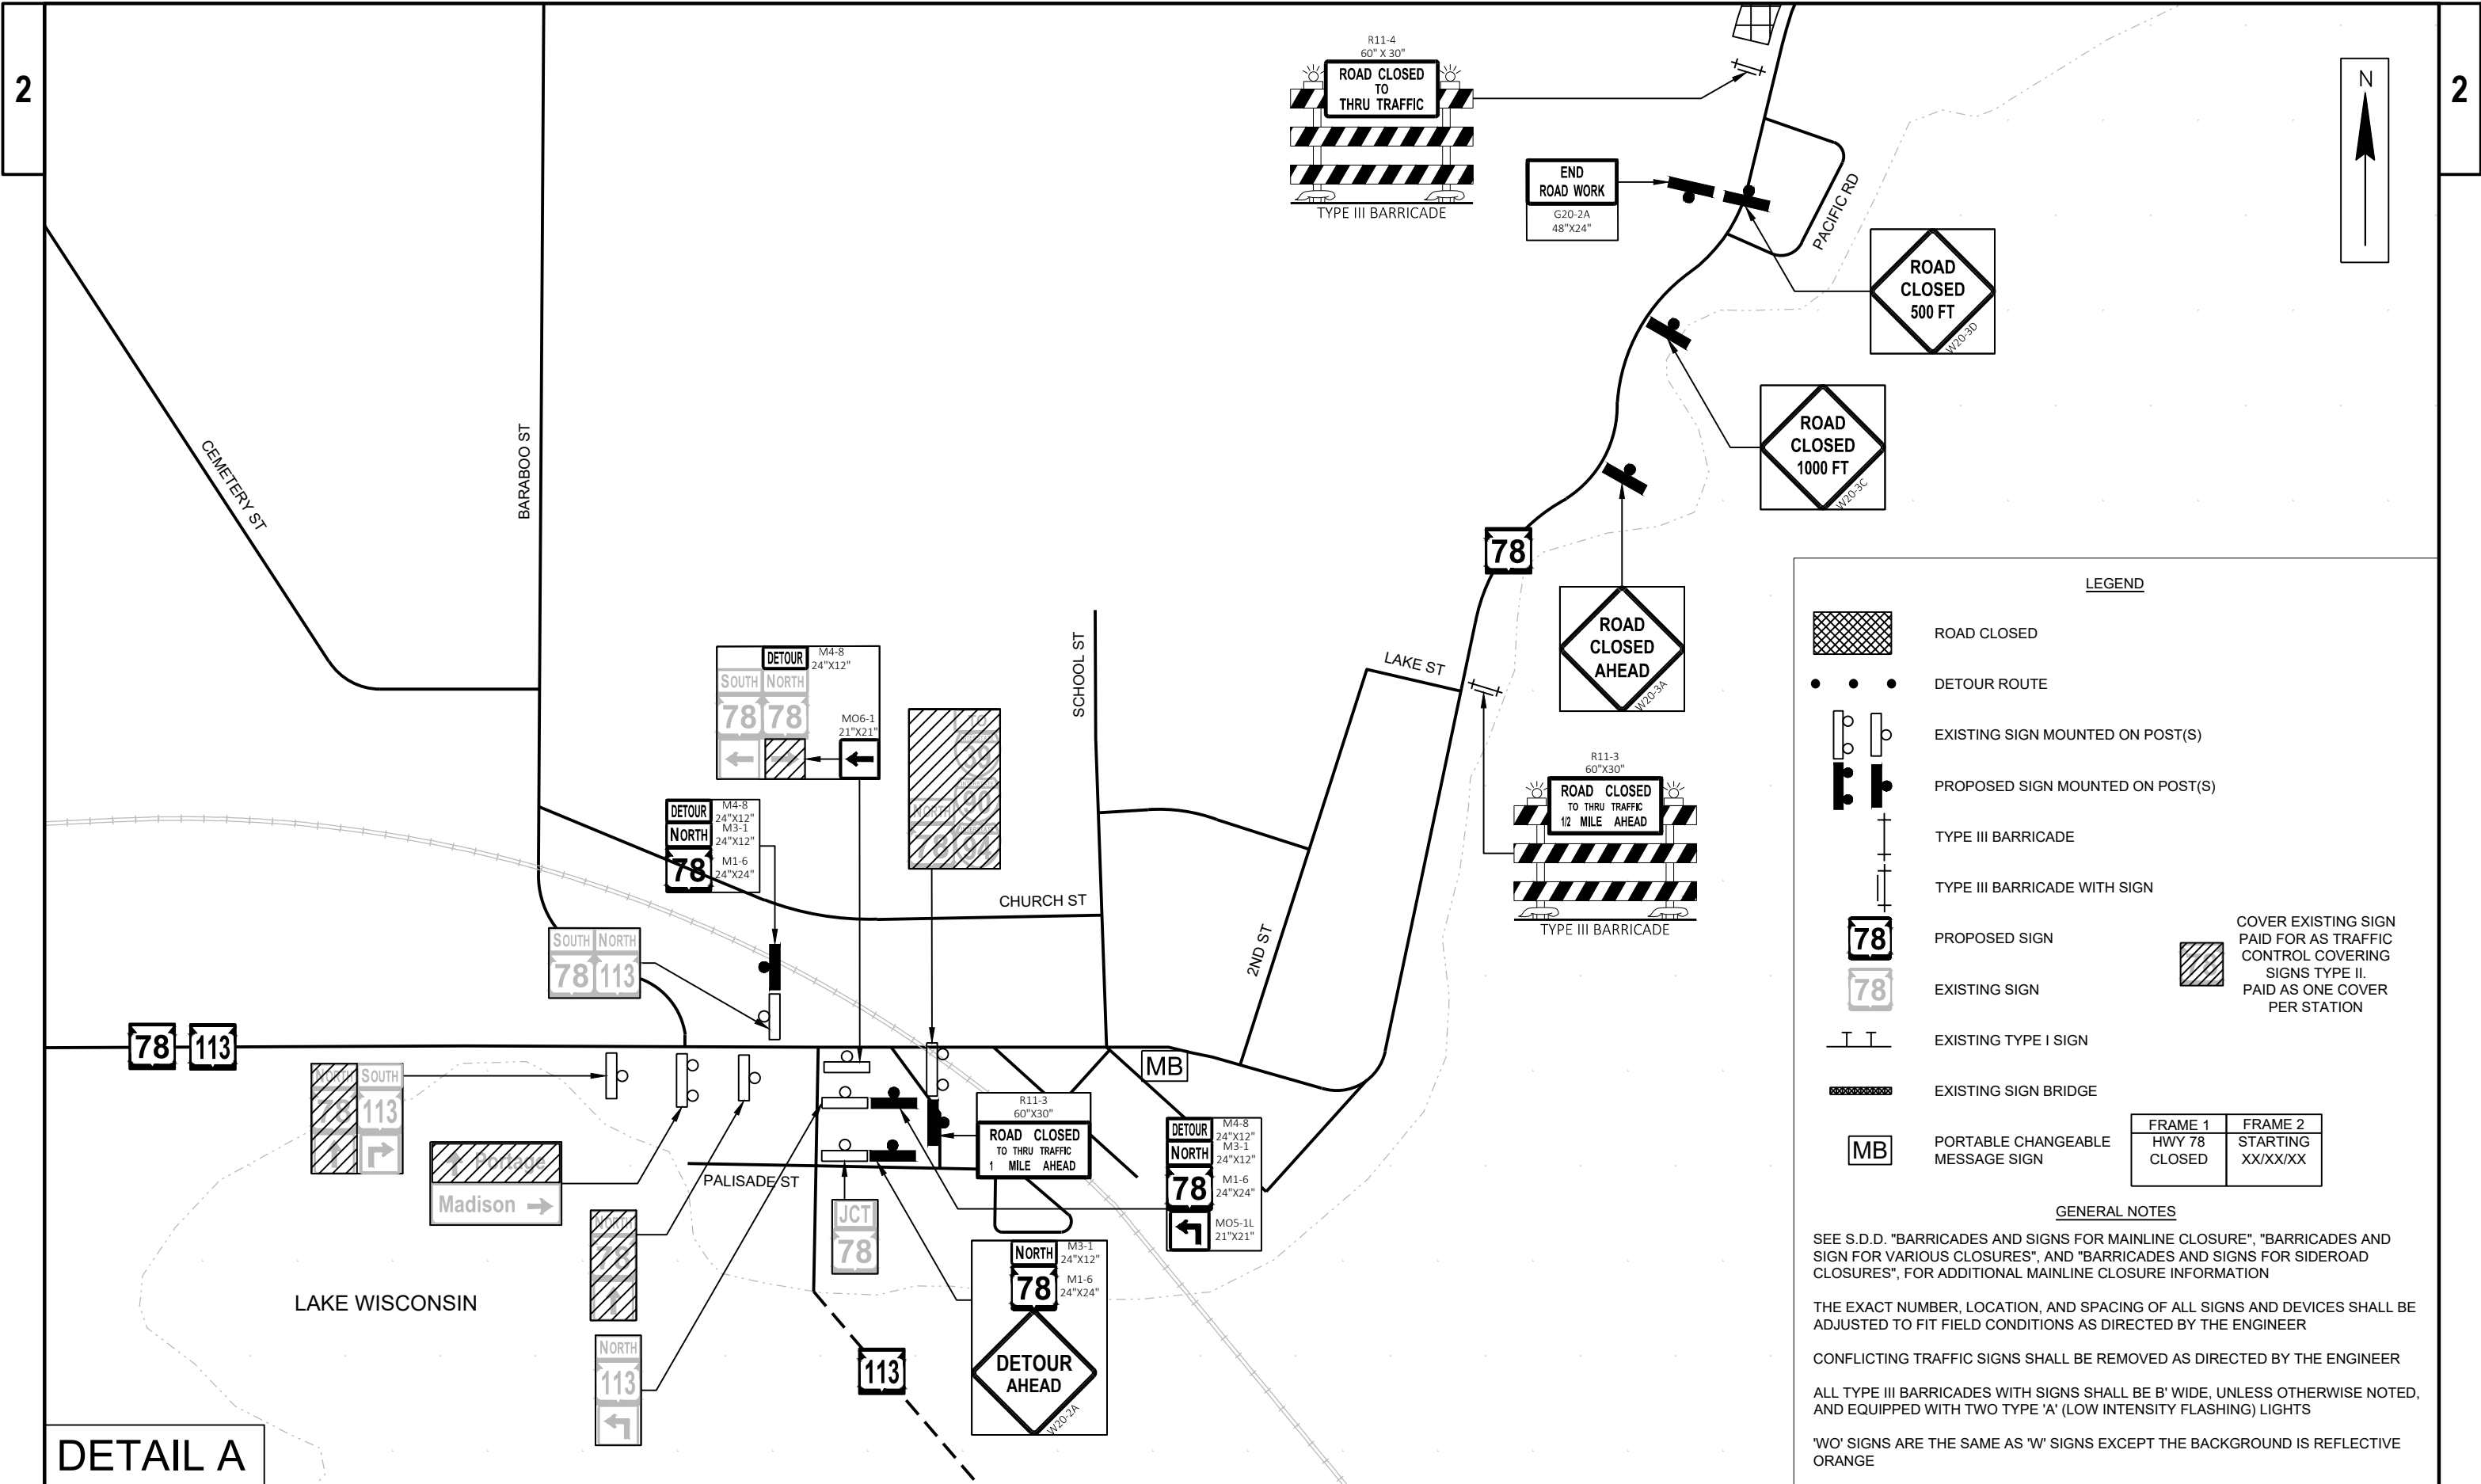 2
2
N
R11-4
60" X 30"
ROAD CLOSED
TO
THRU TRAFFIC
TYPE III BARRICADE
END
ROAD WORK
G20-2A
48"X24"
PACIFIC RD
ROAD
CLOSED
500 FT
W20-3D
ROAD
CLOSED
1000 FT
W20-3C
CEMETERY ST
BARABOO ST
78
ROAD
CLOSED
AHEAD
W20-3A
SCHOOL ST
LAKE ST
DETOUR
M4-8
24"X12"
SOUTH NORTH
78 78
MO6-1
21"X21"
TO
39
90
NORTH
78 94
DETOUR
M4-8
24"X12"
NORTH
M3-1
24"X12"
78
M1-6
24"X24"
R11-3
60"X30"
ROAD CLOSED
TO THRU TRAFFIC
1/2 MILE AHEAD
TYPE III BARRICADE
CHURCH ST
2ND ST
SOUTH NORTH
78 113
78 113
MB
NORTH SOUTH
78 113
Portage
Madison
PALISADE ST
R11-3
60"X30"
ROAD CLOSED
TO THRU TRAFFIC
1 MILE AHEAD
DETOUR
M4-8
24"X12"
NORTH
M3-1
24"X12"
78
M1-6
24"X24"
MO5-1L
21"X21"
JCT
78
NORTH
78
NORTH
M3-1
24"X12"
78
M1-6
24"X24"
DETOUR
AHEAD
W20-2A
LAKE WISCONSIN
NORTH
113
113
DETAIL A
LEGEND
ROAD CLOSED
DETOUR ROUTE
EXISTING SIGN MOUNTED ON POST(S)
PROPOSED SIGN MOUNTED ON POST(S)
TYPE III BARRICADE
TYPE III BARRICADE WITH SIGN
78
PROPOSED SIGN
78
EXISTING SIGN
78
COVER EXISTING SIGN
PAID FOR AS TRAFFIC
CONTROL COVERING
SIGNS TYPE II.
PAID AS ONE COVER
PER STATION
EXISTING TYPE I SIGN
EXISTING SIGN BRIDGE
MB
PORTABLE CHANGEABLE
MESSAGE SIGN
FRAME 1 FRAME 2
HWY 78 STARTING
CLOSED XX/XX/XX
GENERAL NOTES
SEE S.D.D. "BARRICADES AND SIGNS FOR MAINLINE CLOSURE", "BARRICADES AND
SIGN FOR VARIOUS CLOSURES", AND "BARRICADES AND SIGNS FOR SIDEROAD
CLOSURES", FOR ADDITIONAL MAINLINE CLOSURE INFORMATION
THE EXACT NUMBER, LOCATION, AND SPACING OF ALL SIGNS AND DEVICES SHALL BE
ADJUSTED TO FIT FIELD CONDITIONS AS DIRECTED BY THE ENGINEER
CONFLICTING TRAFFIC SIGNS SHALL BE REMOVED AS DIRECTED BY THE ENGINEER
ALL TYPE III BARRICADES WITH SIGNS SHALL BE B' WIDE, UNLESS OTHERWISE NOTED,
AND EQUIPPED WITH TWO TYPE 'A' (LOW INTENSITY FLASHING) LIGHTS
'WO' SIGNS ARE THE SAME AS 'W' SIGNS EXCEPT THE BACKGROUND IS REFLECTIVE
ORANGE